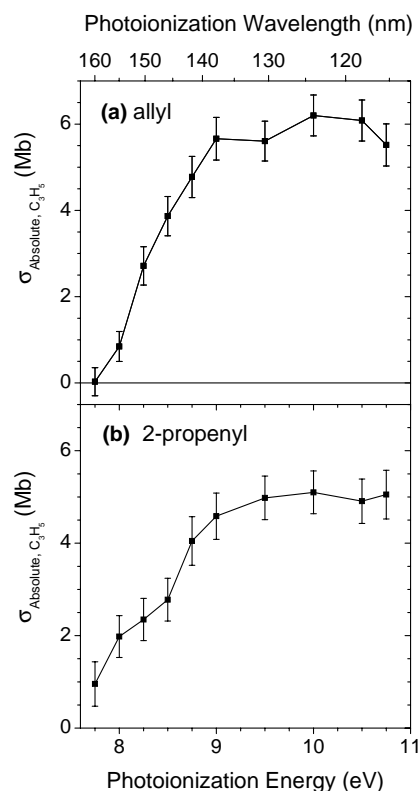 Photoionization Wavelength (nm)
160 150 140 130 120
(a) allyl
6
4
2
0
σAbsolute, C3H5 (Mb)
(b) 2-propenyl
6
4
2
0
σAbsolute, C3H5 (Mb)
8 9 10 11
Photoionization Energy (eV)